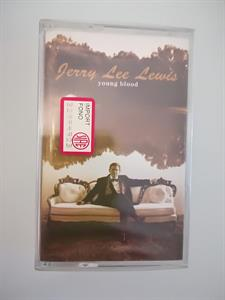 Jerry Lee Lewis
young blood
IMPORT
FONO